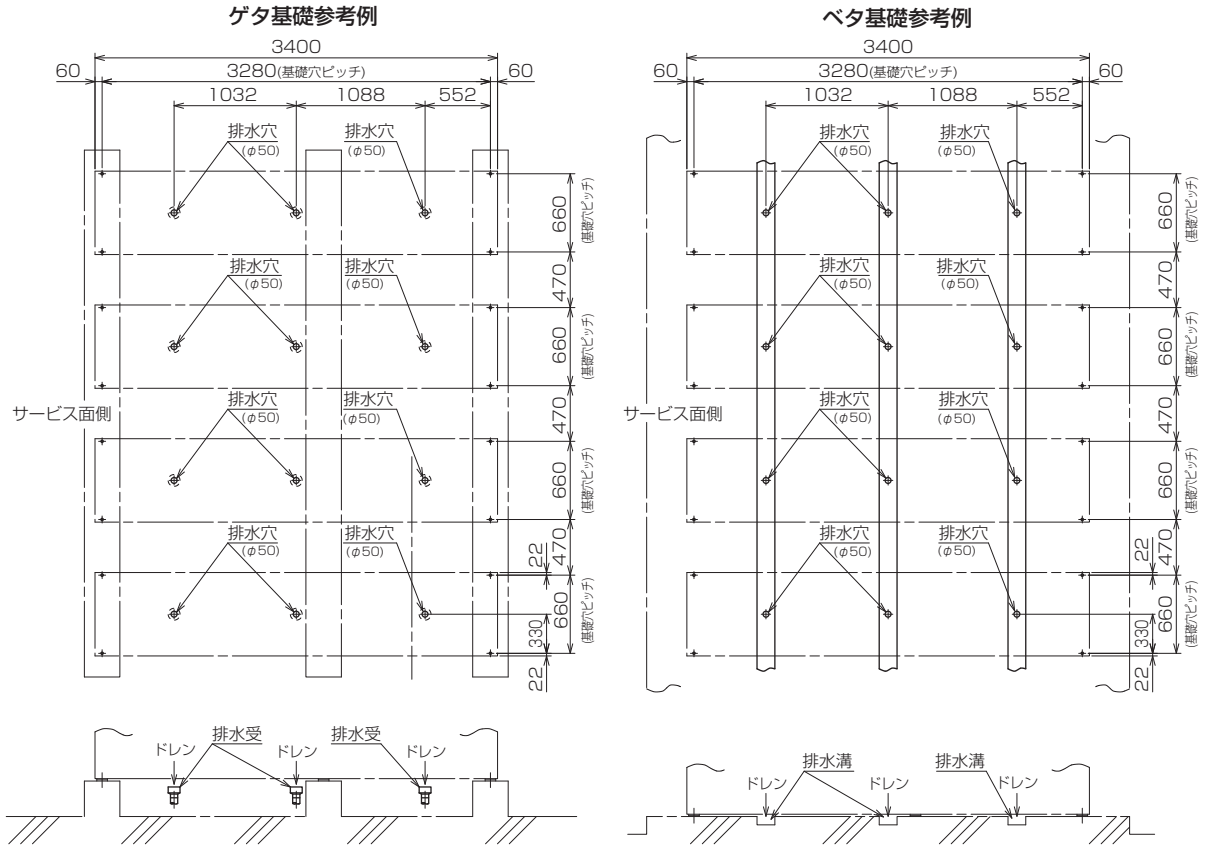 ゲタ基礎参考例
3400
60 3280(基礎穴ピッチ) 60
1032 1088 552
排水穴 排水穴
(φ50) (φ50)
660
(基礎穴ピッチ)
470
排水穴 排水穴
(φ50) (φ50)
660
(基礎穴ピッチ)
サービス面側
470
排水穴 排水穴
(φ50) (φ50)
660
(基礎穴ピッチ)
470
22
排水穴 排水穴
(φ50) (φ50)
660
(基礎穴ピッチ)
330
22
排水受 排水受
ドレン ドレン ドレン
ベタ基礎参考例
3400
60 3280(基礎穴ピッチ) 60
1032 1088 552
排水穴 排水穴
(φ50) (φ50)
660
(基礎穴ピッチ)
470
排水穴 排水穴
(φ50) (φ50)
660
(基礎穴ピッチ)
サービス面側
470
排水穴 排水穴
(φ50) (φ50)
660
(基礎穴ピッチ)
470
22
排水穴 排水穴
(φ50) (φ50)
660
(基礎穴ピッチ)
330
22
排水溝 排水溝
ドレン ドレン ドレン